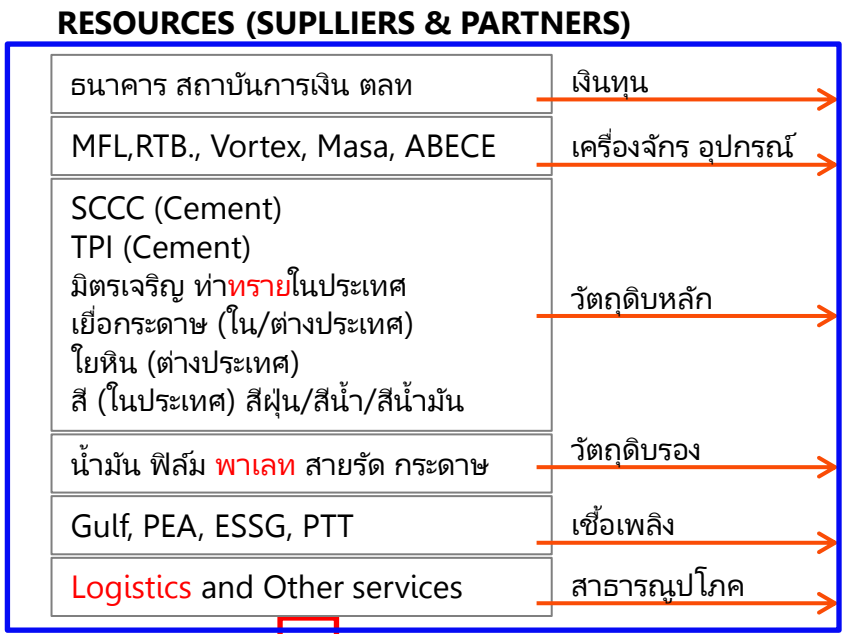 RESOURCES (SUPLLIERS & PARTNERS)
ธนาคาร สถาบันการเงิน ตลท
เงินทุน
MFL,RTB., Vortex, Masa, ABECE
เครื่องจักร อุปกรณ์
SCCC (Cement)
TPI (Cement)
มิตรเจริญ ท่าทรายในประเทศ
เยื่อกระดาษ (ใน/ต่างประเทศ)
ใยหิน (ต่างประเทศ)
สี (ในประเทศ) สีฝุ่น/สีน้ำ/สีน้ำมัน
วัตถุดิบหลัก
น้ำมัน ฟิล์ม พาเลท สายรัด กระดาษ
วัตถุดิบรอง
Gulf, PEA, ESSG, PTT
เชื้อเพลิง
Logistics and Other services
สาธารณูปโภค